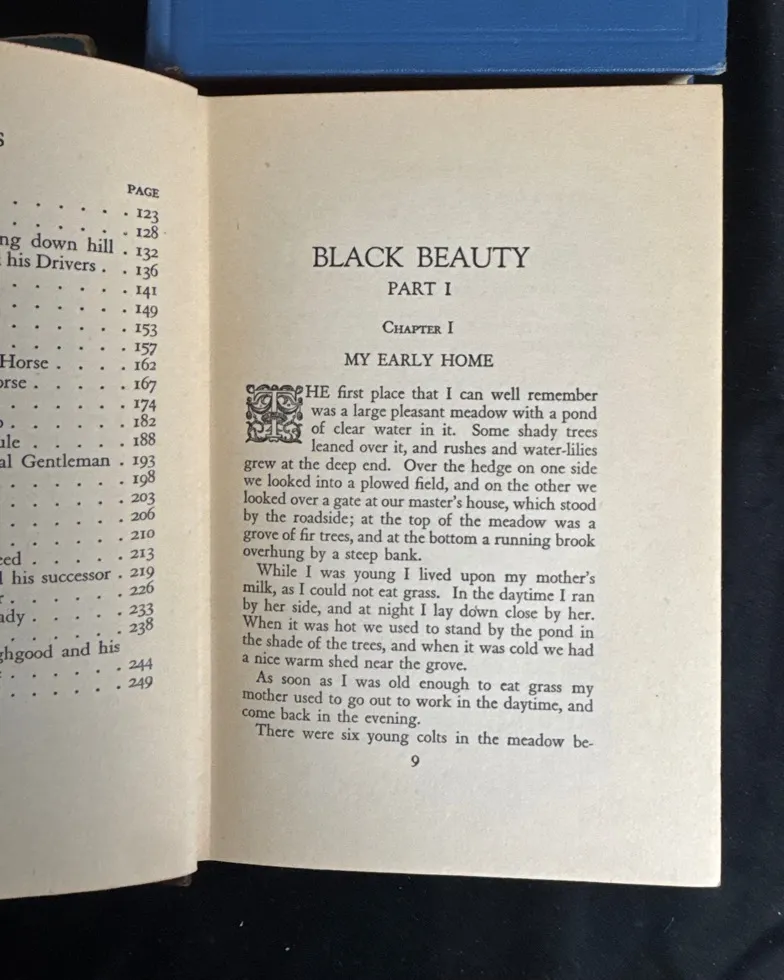 S
PAGE
. . . . . . 123
. . . . . . 128
ng down hill . 132
his Drivers . . 136
. . . . . . 141
. . . . . . 149
. . . . . . 153
. . . . . . 157
Horse . . . . 162
orse . . . . . 167
. . . . . . 174
. . . . . . 182
ule . . . . . 188
al Gentleman . 193
. . . . . . 198
. . . . . . 203
. . . . . . 206
. . . . . . 210
eed . . . . . 213
l his successor . 219
r . . . . . . 226
ady . . . . . 233
. . . . . . 238
ghgood and his
. . . . . . 244
. . . . . . 249
BLACK BEAUTY
PART I
CHAPTER I
MY EARLY HOME
THE first place that I can well remember
was a large pleasant meadow with a pond
of clear water in it. Some shady trees
leaned over it, and rushes and water-lilies
grew at the deep end. Over the hedge on one side
we looked into a plowed field, and on the other we
looked over a gate at our master's house, which stood
by the roadside; at the top of the meadow was a
grove of fir trees, and at the bottom a running brook
overhung by a steep bank.
While I was young I lived upon my mother's
milk, as I could not eat grass. In the daytime I ran
by her side, and at night I lay down close by her.
When it was hot we used to stand by the pond in
the shade of the trees, and when it was cold we had
a nice warm shed near the grove.
As soon as I was old enough to eat grass my
mother used to go out to work in the daytime, and
come back in the evening.
There were six young colts in the meadow be-
9